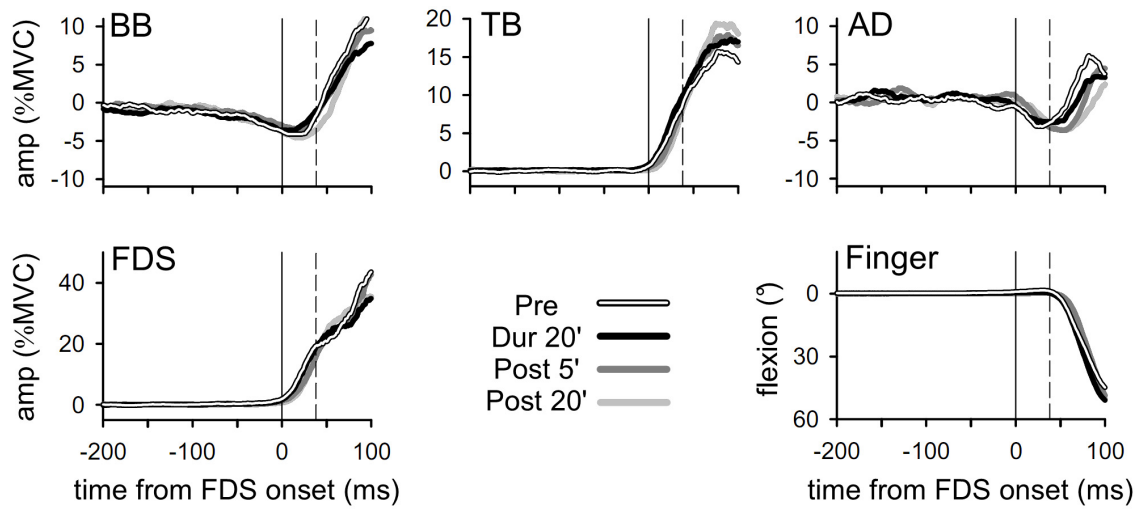 BB
TB
AD
amp (%MVC)
10
5
0
-5
-10
20
15
10
5
0
10
5
0
-5
-10
FDS
amp (%MVC)
40
20
0
-200 -100 0 100
time from FDS onset (ms)
Pre
Dur 20'
Post 5'
Post 20'
Finger
flexion (°)
0
30
60
-200 -100 0 100
time from FDS onset (ms)